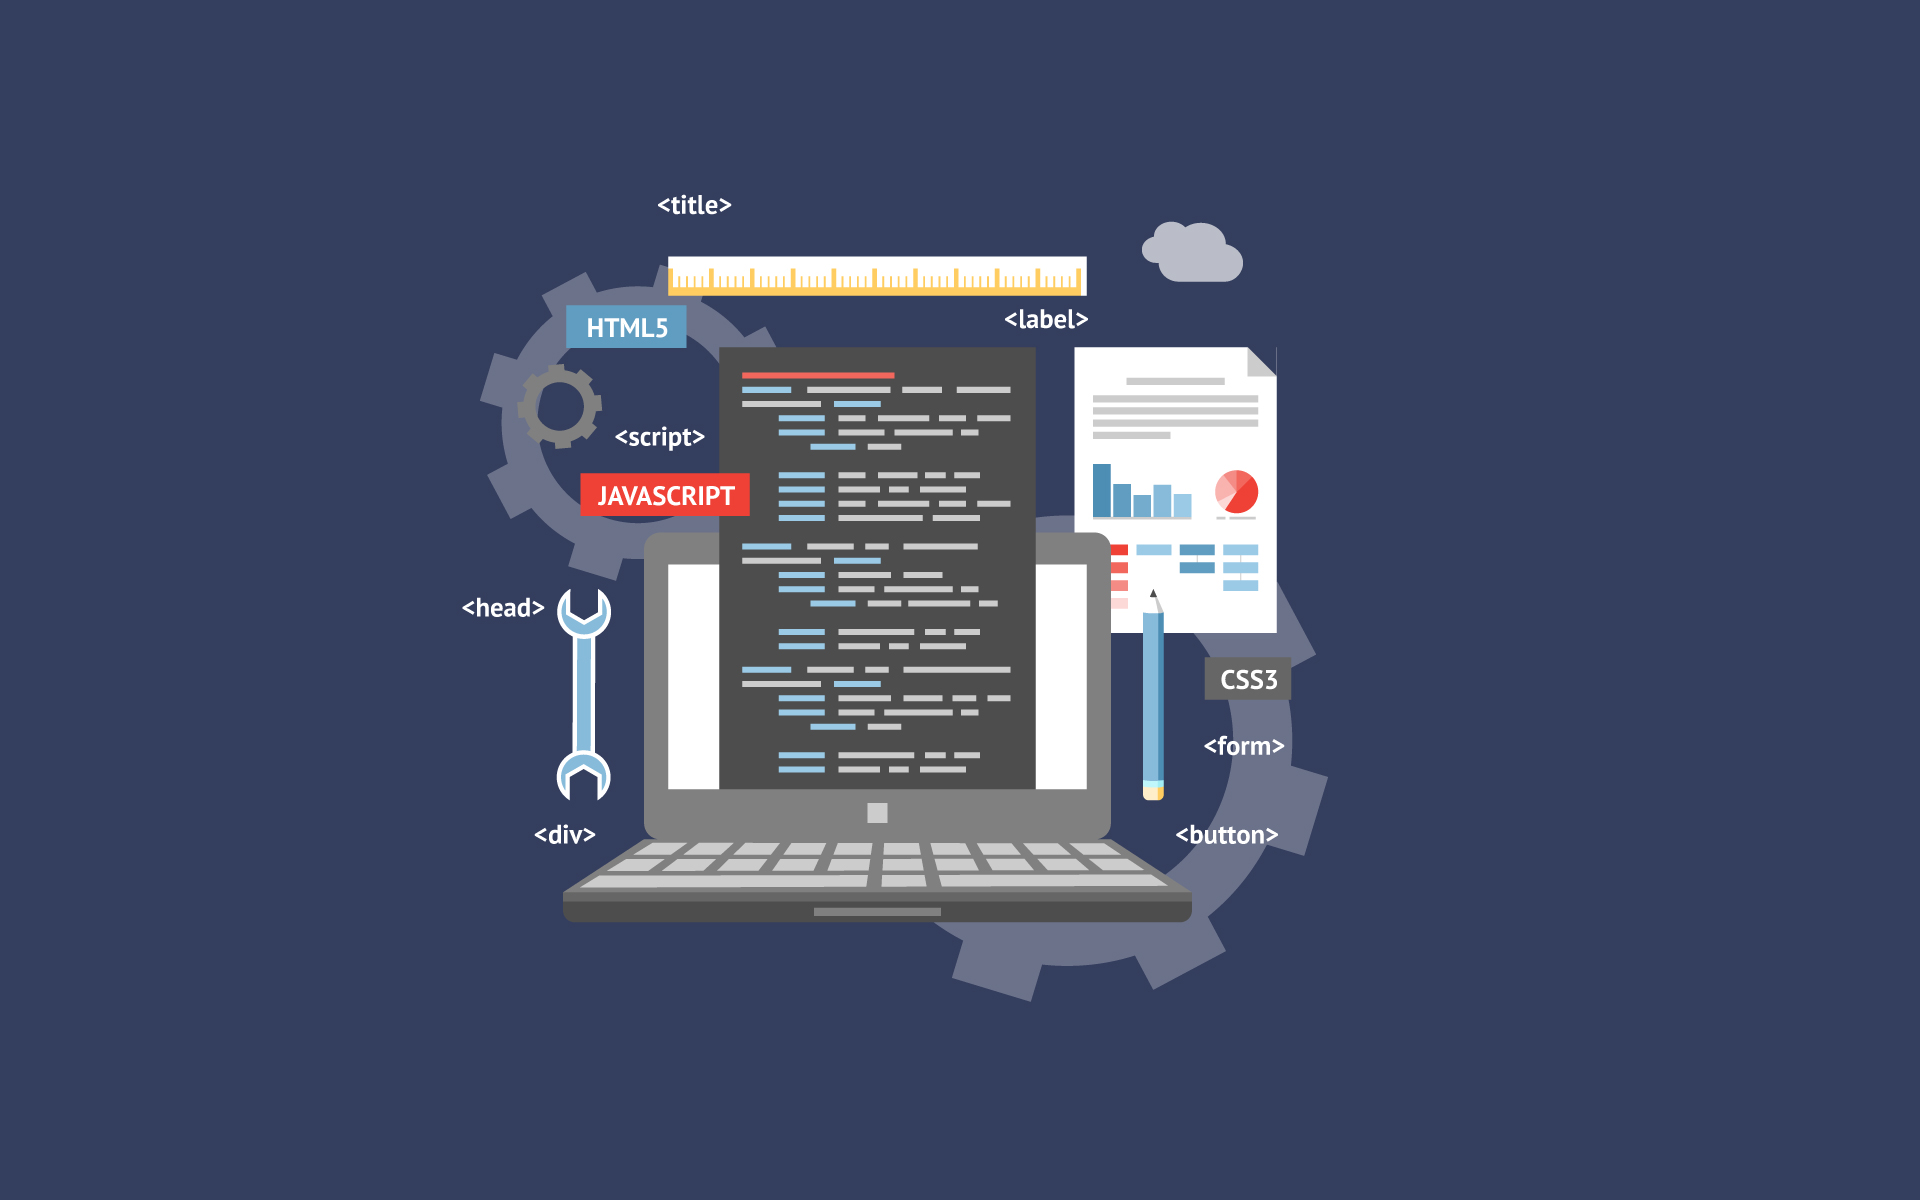 <title>
<label>
HTML5
<script>
JAVASCRIPT
<head>
CSS3
<form>
<div>
<button>